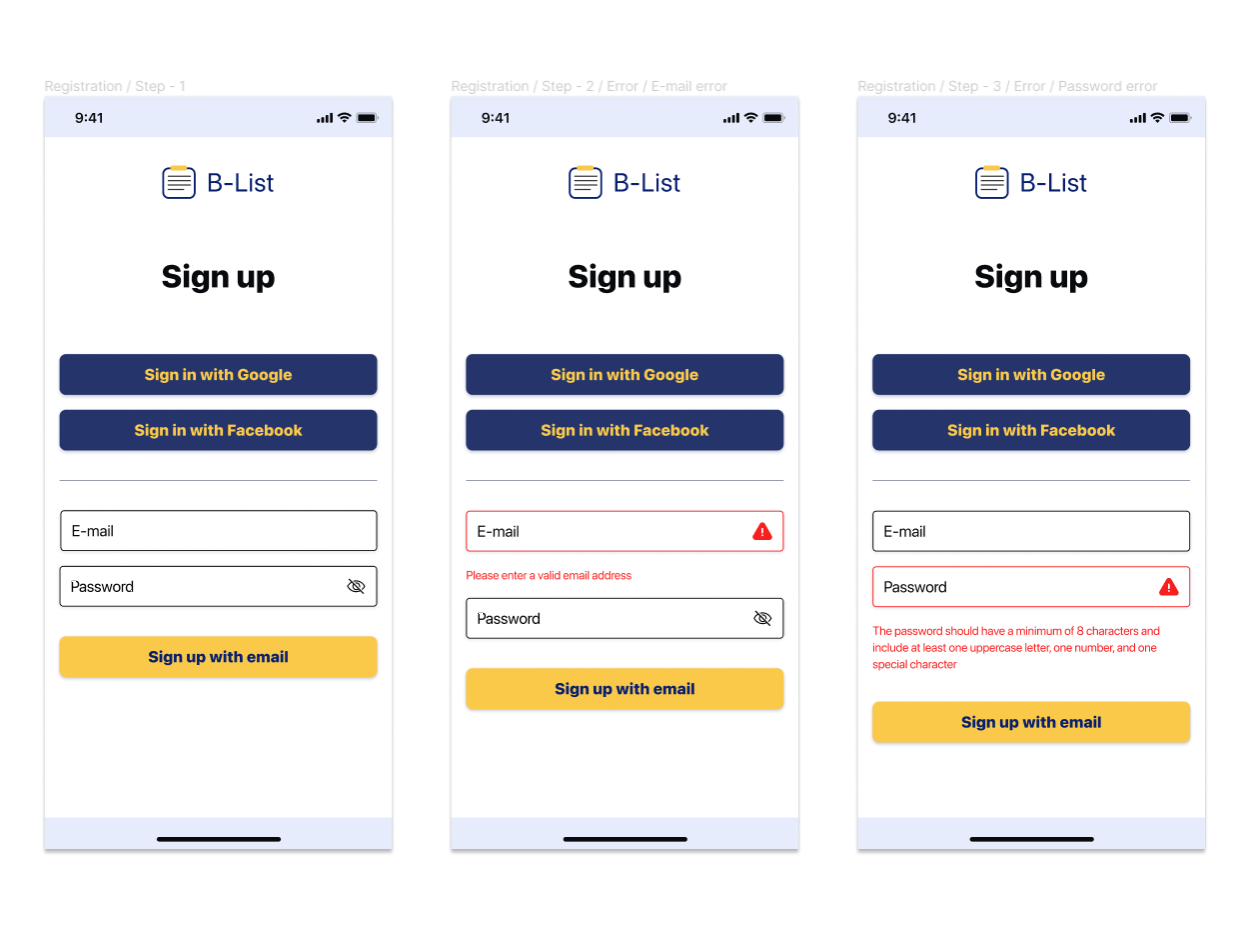 Registration / Step - 1
9:41
B-List
Sign up
Sign in with Google
Sign in with Facebook
E-mail
Password
Sign up with email
Registration / Step - 2 / Error / E-mail error
9:41
B-List
Sign up
Sign in with Google
Sign in with Facebook
E-mail
Please enter a valid email address
Password
Sign up with email
Registration / Step - 3 / Error / Password error
9:41
B-List
Sign up
Sign in with Google
Sign in with Facebook
E-mail
Password
The password should have a minimum of 8 characters and
include at least one uppercase letter, one number, and one
special character
Sign up with email